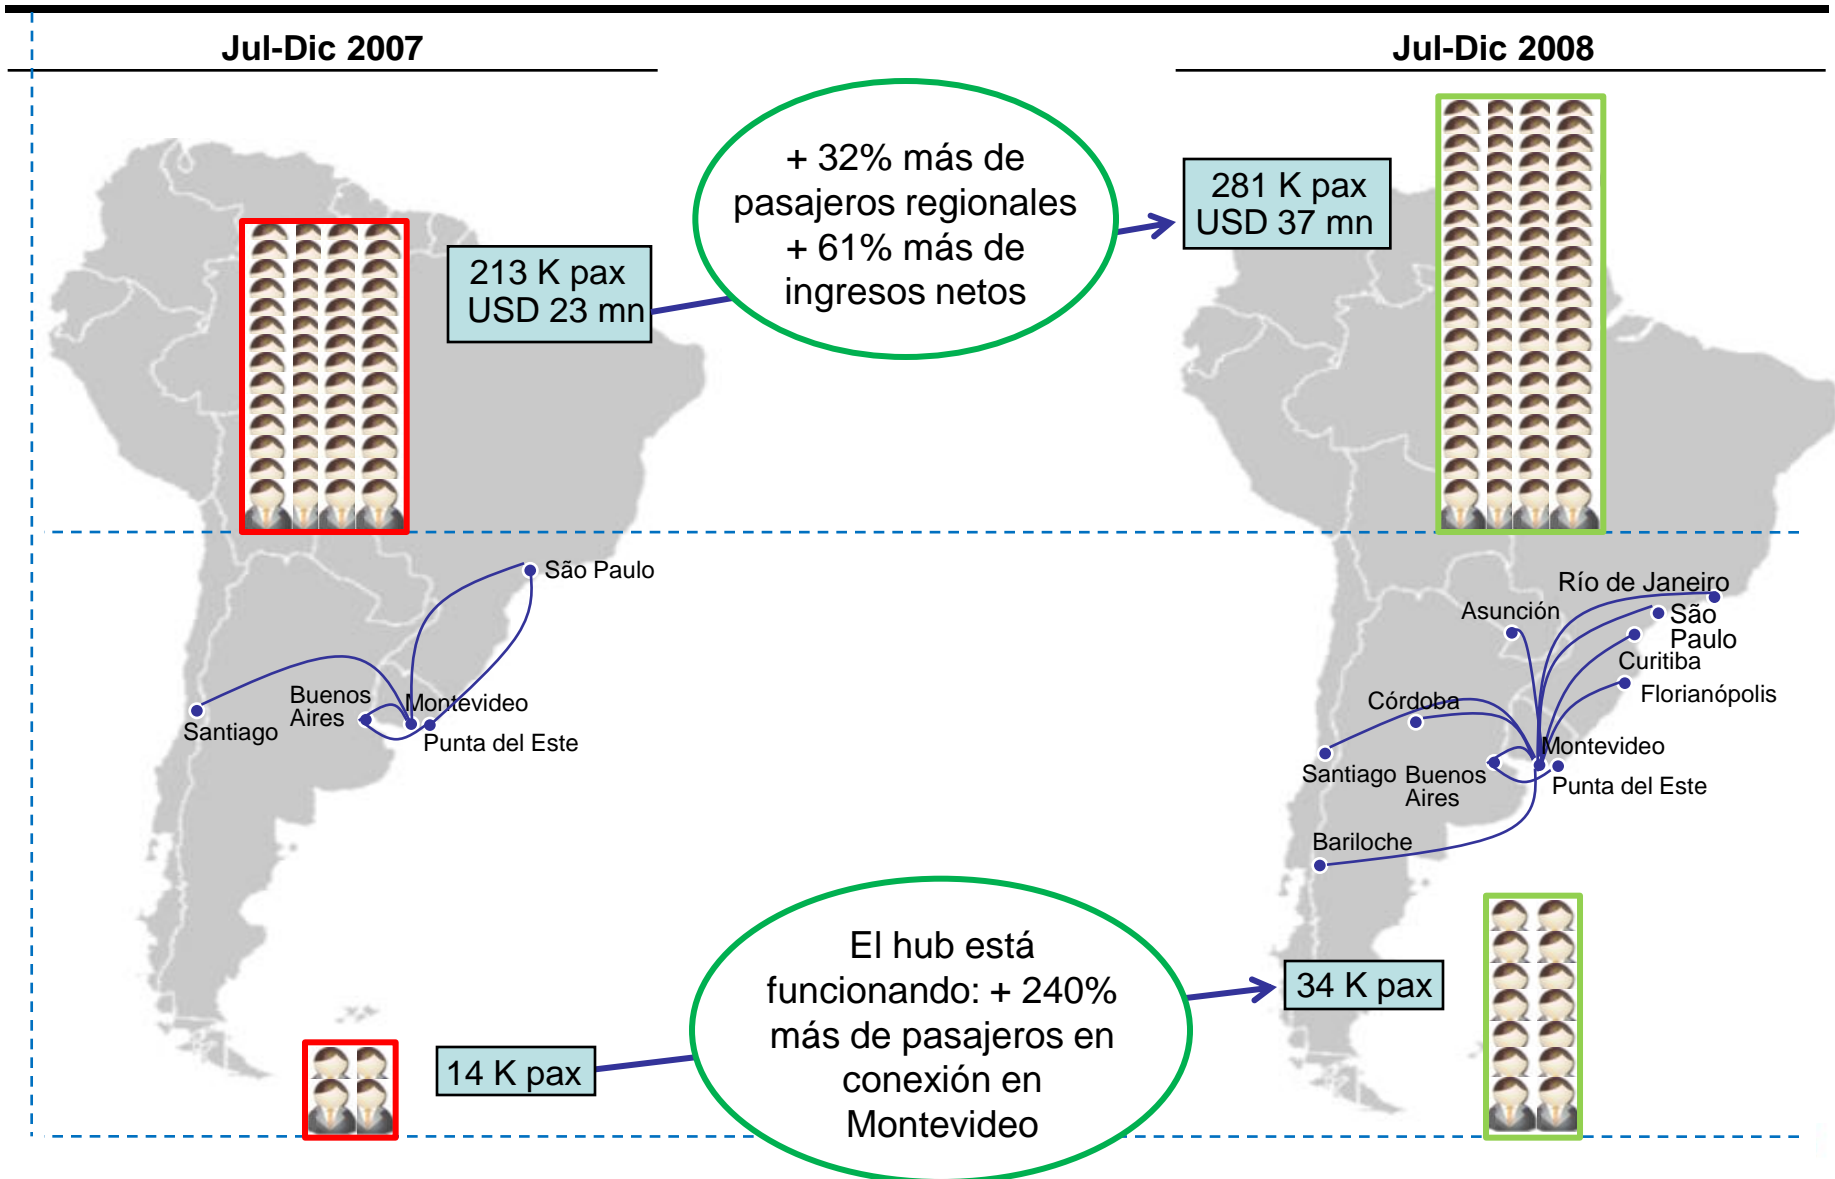 Jul-Dic 2007
Jul-Dic 2008
+ 32% más de
pasajeros regionales
+ 61% más de
ingresos netos
213 K pax
USD 23 mn
281 K pax
USD 37 mn
São Paulo
Buenos
Aires
Montevideo
Santiago
Punta del Este
Río de Janeiro
Asunción
São
Paulo
Curitiba
Florianópolis
Córdoba
Montevideo
Santiago
Buenos
Aires
Punta del Este
Bariloche
El hub está
funcionando: + 240%
más de pasajeros en
conexión en
Montevideo
14 K pax
34 K pax